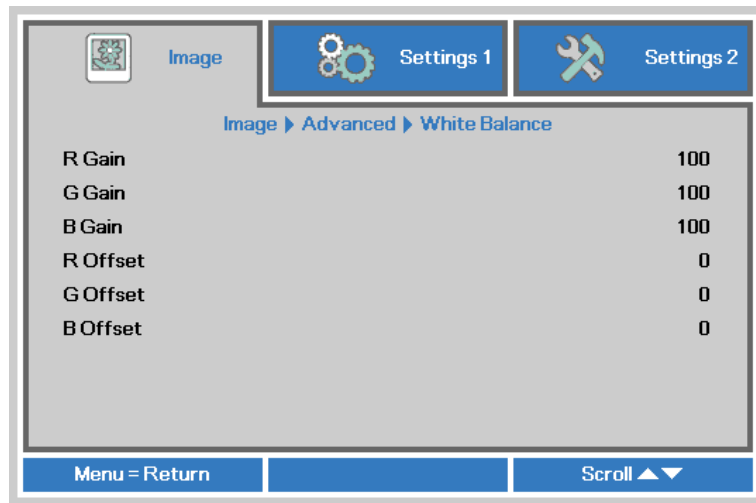 Image Settings 1 Settings 2
Image Advanced White Balance
R Gain 100
G Gain 100
B Gain 100
R Offset 0
G Offset 0
B Offset 0
Menu = Return Scroll